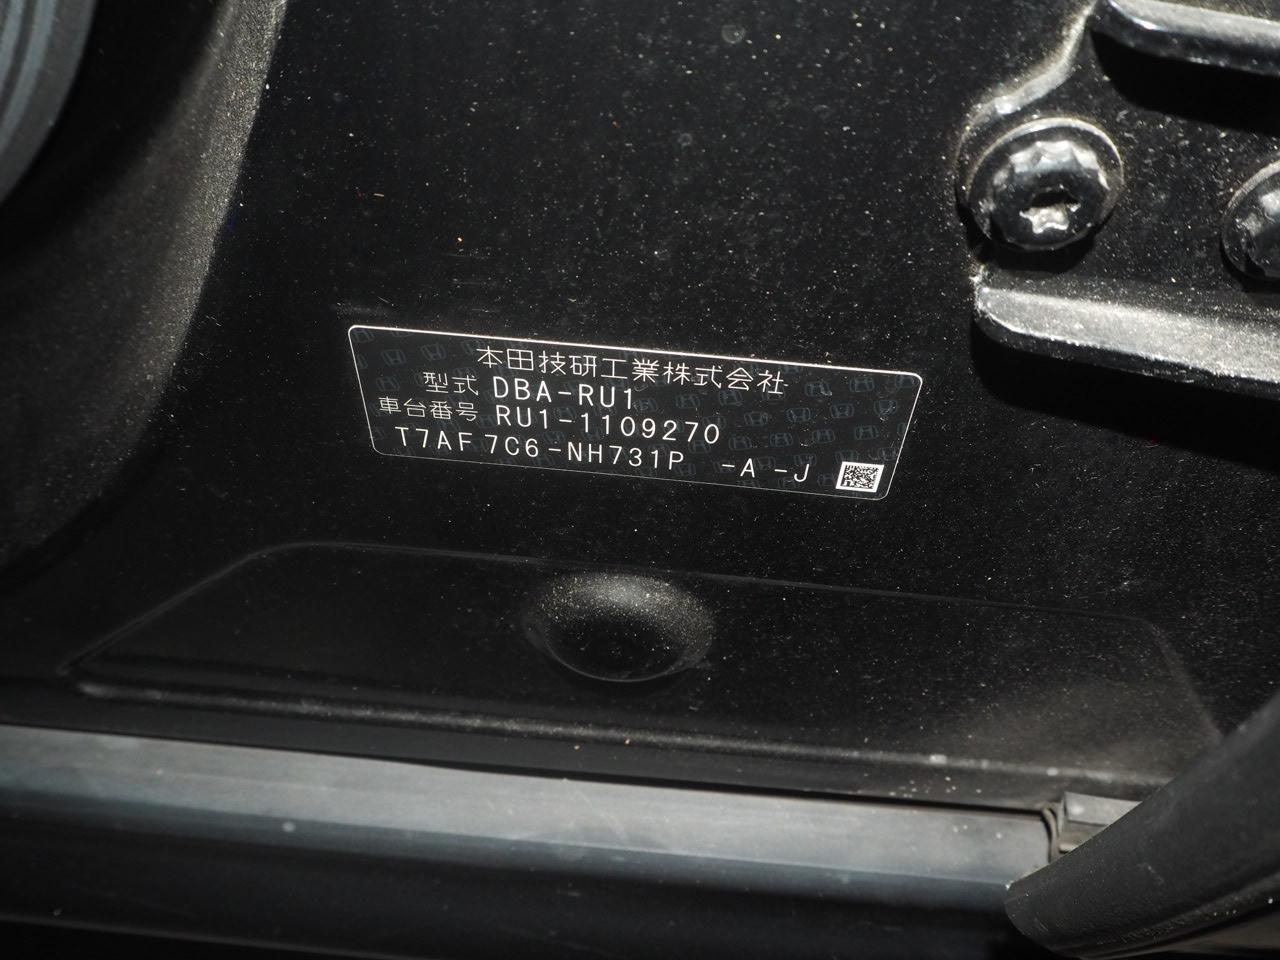 本田技研工業株式会社
型式 DBA-RU1
車台番号 RU1-1109270
T7AF 7C6-NH731P -A -J